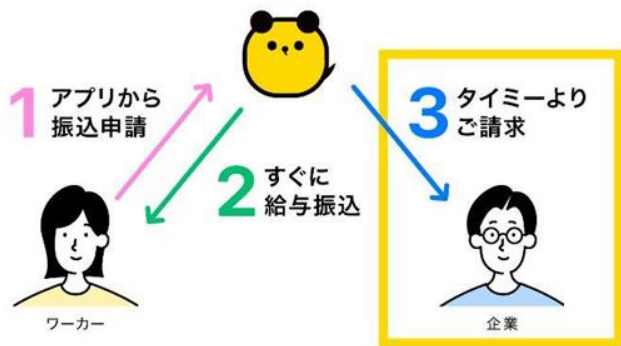 1 アプリから
振込申請
2 すぐに
給与振込
3 タイミーより
ご請求
ワーカー
企業